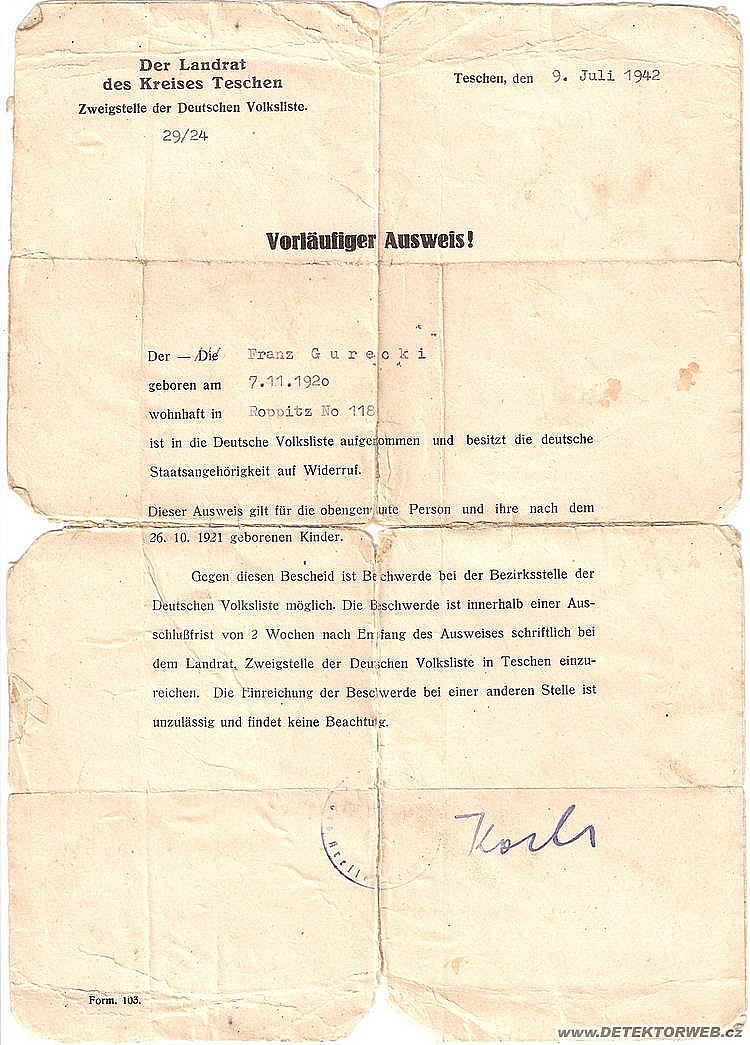 Der Landrat
des Kreises Teschen
Zweigstelle der Deutschen Volksliste.
29/24
Teschen, den 9. Juli 1942
Vorläufiger Ausweis!
Der — Die Franz Gurecki
geboren am 7.11.1920
wohnhaft in Roppitz No 118
ist in die Deutsche Volksliste aufgenommen und besitzt die deutsche
Staatsangehörigkeit auf Widerruf.
Dieser Ausweis gilt für die obengenannte Person und ihre nach dem
26. 10. 1921 geborenen Kinder.
Gegen diesen Bescheid ist Beschwerde bei der Bezirksstelle der
Deutschen Volksliste möglich. Die Beschwerde ist innerhalb einer Aus-
schlußfrist von 2 Wochen nach Empfang des Ausweises schriftlich bei
dem Landrat, Zweigstelle der Deutschen Volksliste in Teschen einzu-
reichen. Die Einreichung der Beschwerde bei einer anderen Stelle ist
unzulässig und findet keine Beachtung.
Form. 103.
www.DETEKTORWEB.cz